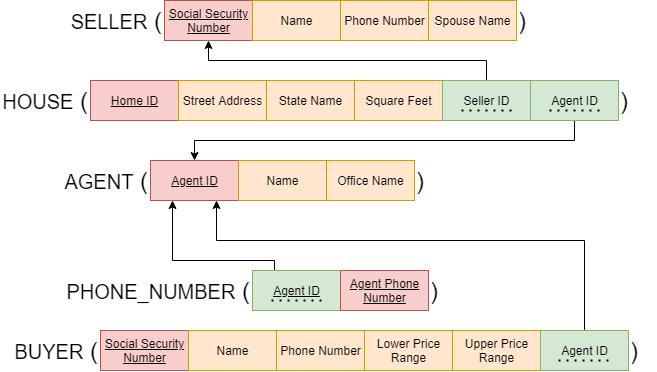 SELLER ( Social Security Number Name Phone Number Spouse Name )
HOUSE ( Home ID Street Address State Name Square Feet Seller ID Agent ID )
AGENT ( Agent ID Name Office Name )
PHONE_NUMBER ( Agent ID Agent Phone Number )
BUYER ( Social Security Number Name Phone Number Lower Price Range Upper Price Range Agent ID )